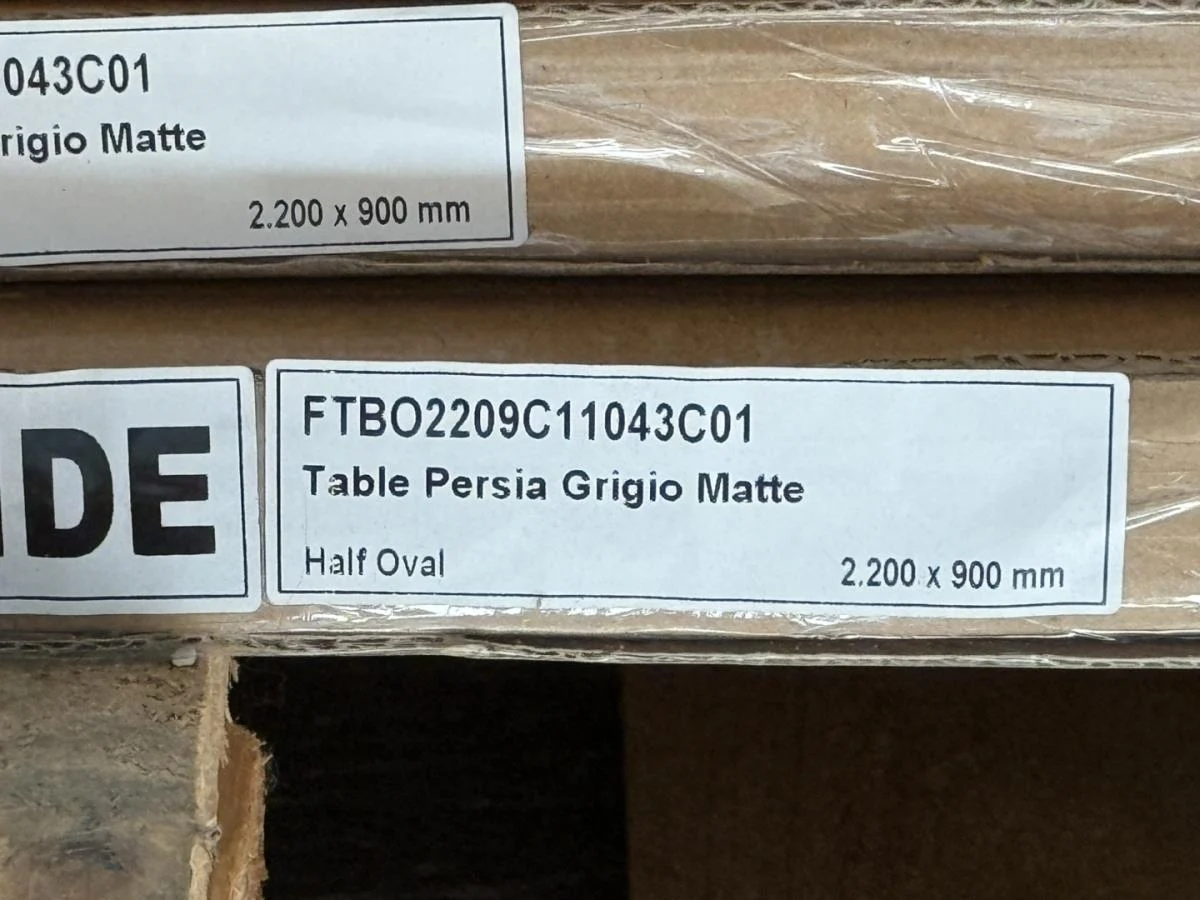 043C01
rigio Matte
2.200 x 900 mm
DE
FTBO2209C11043C01
Table Persia Grigio Matte
Half Oval
2.200 x 900 mm